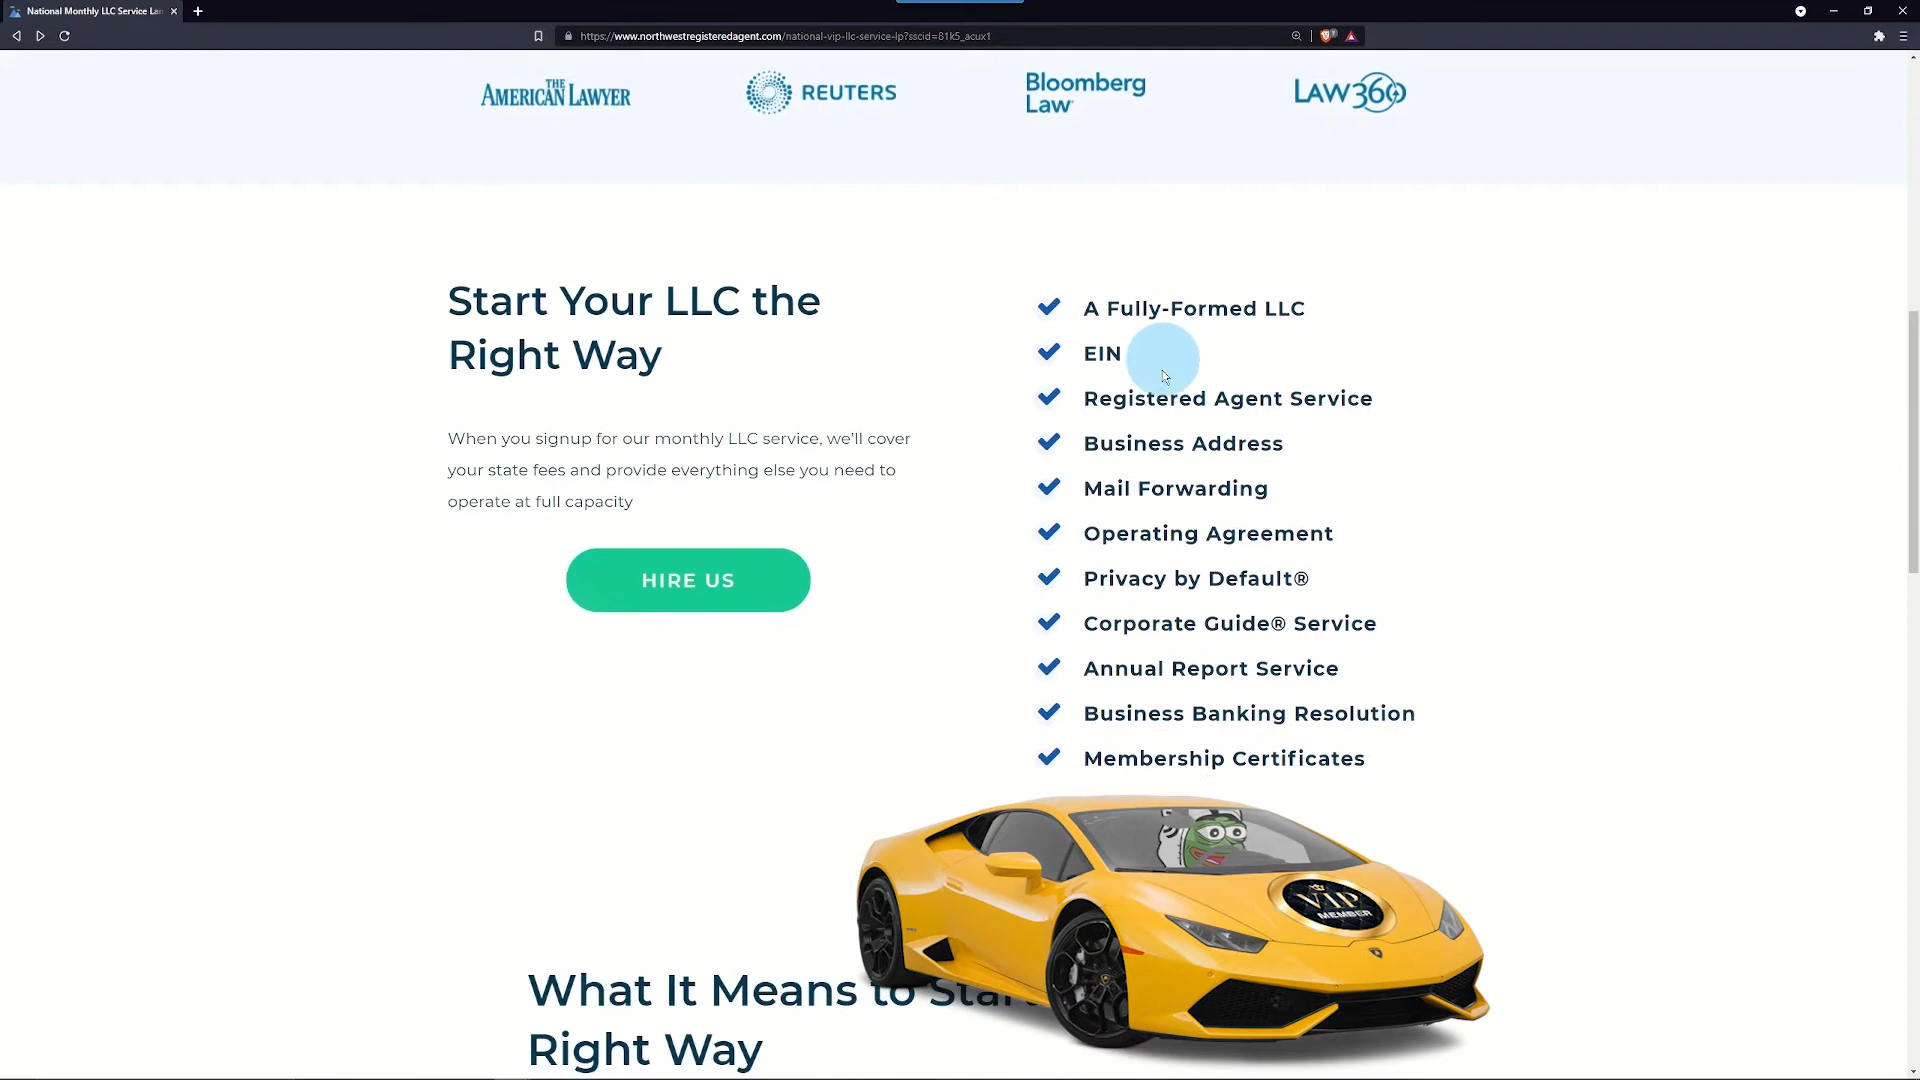 National Monthly LLC Service Lan
https://www.northwestregisteredagent.com/national-vip-llc-service-lp?sscid=81k5_acux1
THE AMERICAN LAWYER
REUTERS
Bloomberg Law
LAW360
Start Your LLC the
Right Way
When you signup for our monthly LLC service, we'll cover
your state fees and provide everything else you need to
operate at full capacity
HIRE US
A Fully-Formed LLC
EIN
Registered Agent Service
Business Address
Mail Forwarding
Operating Agreement
Privacy by Default®
Corporate Guide® Service
Annual Report Service
Business Banking Resolution
Membership Certificates
VIP
MEMBER
What It Means to Start
Right Way